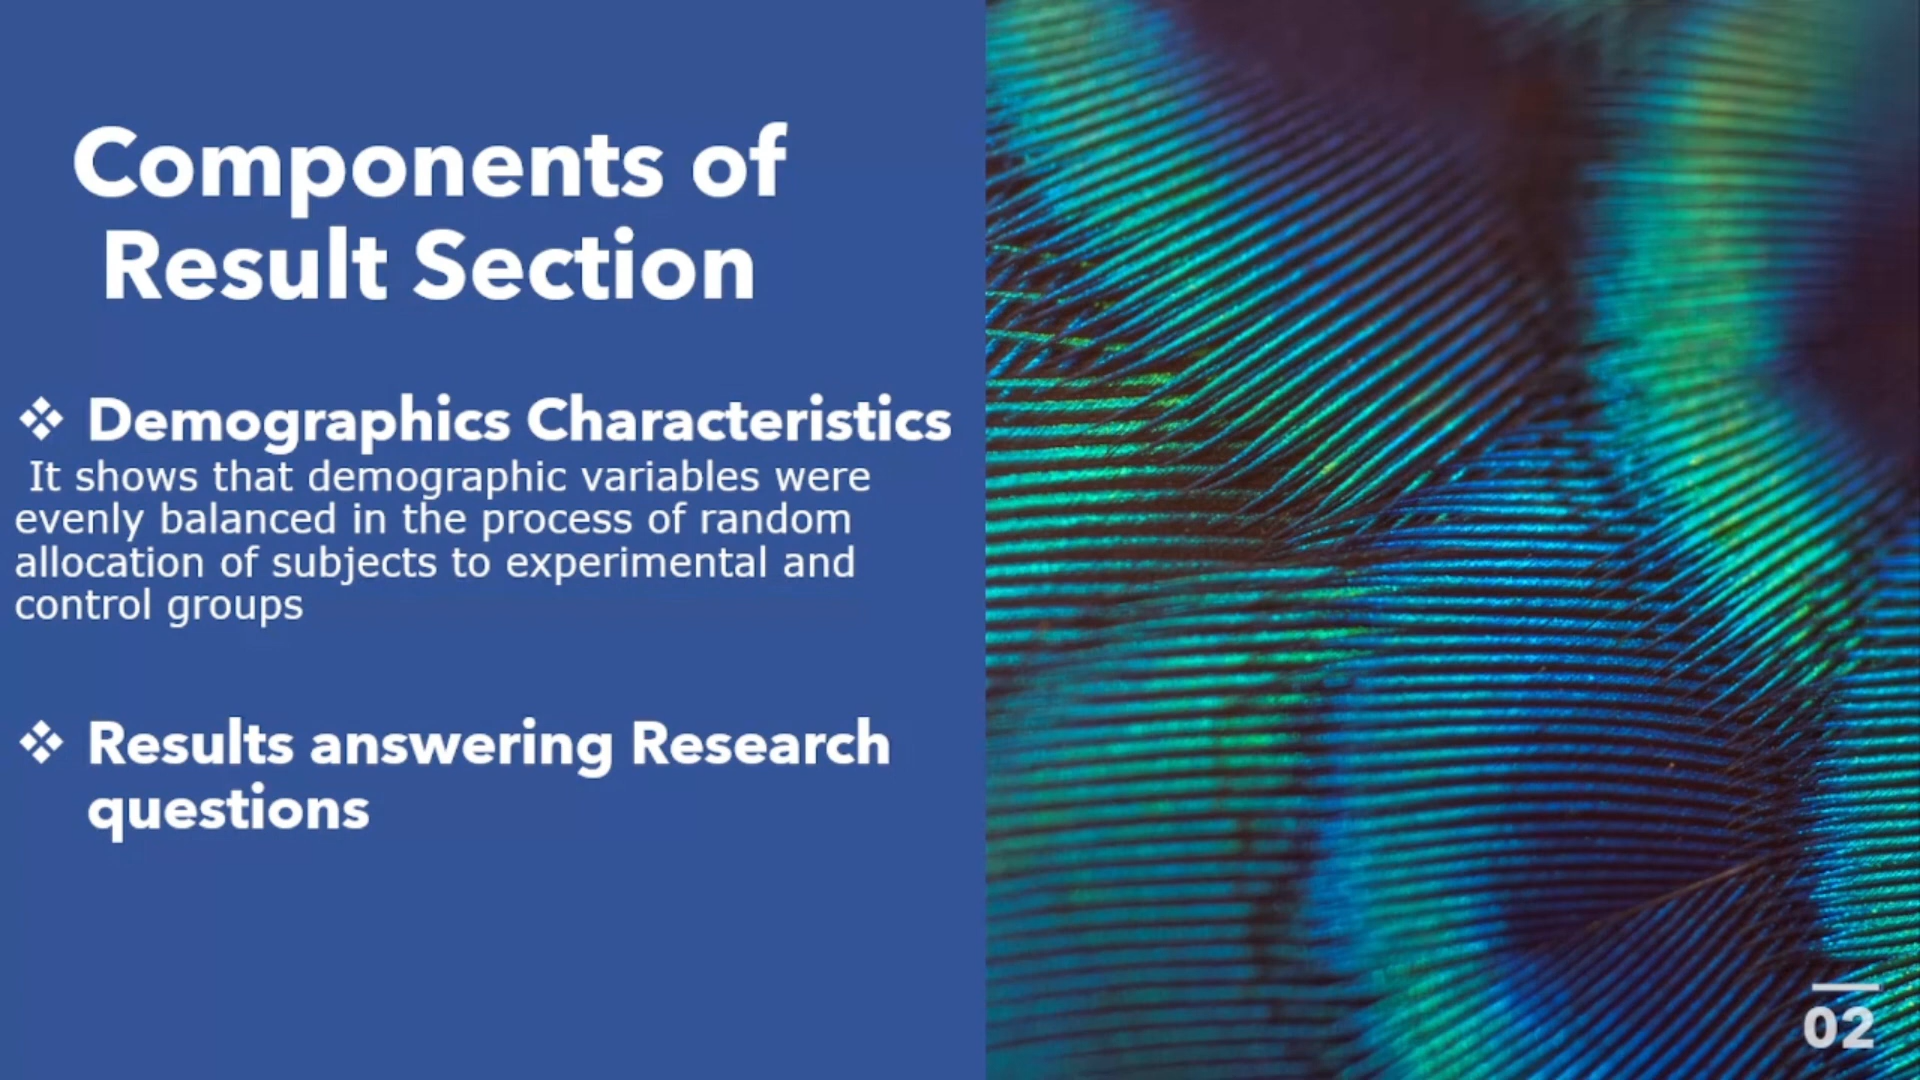 Components of
Result Section
❖ Demographics Characteristics
It shows that demographic variables were
evenly balanced in the process of random
allocation of subjects to experimental and
control groups
❖ Results answering Research
questions
02